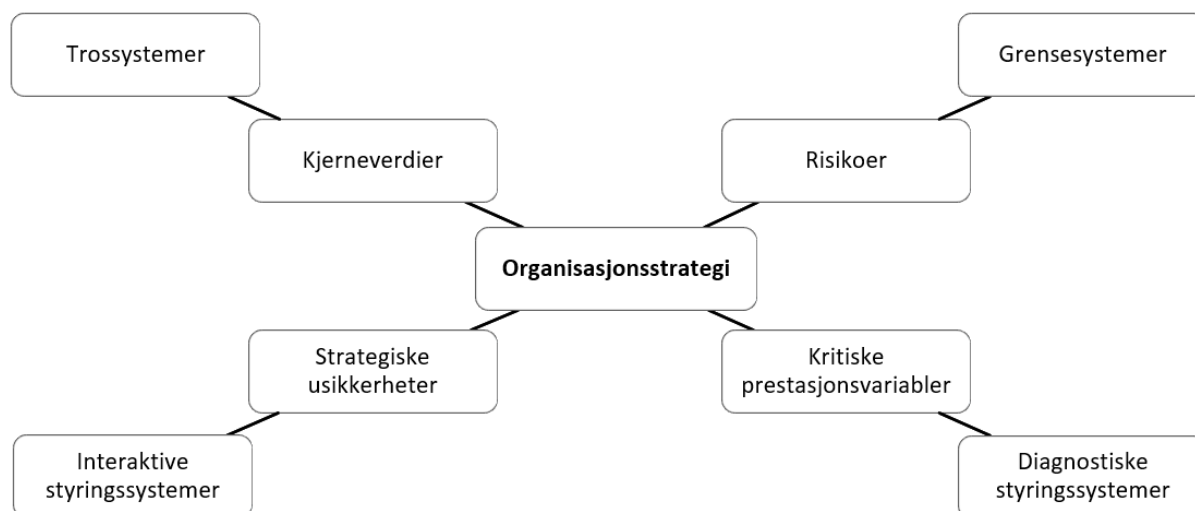 Trossystemer
Grensesystemer
Kjerneverdier
Risikoer
Organisasjonsstrategi
Strategiske
usikkerheter
Kritiske
prestasjonsvariabler
Interaktive
styringssystemer
Diagnostiske
styringssystemer